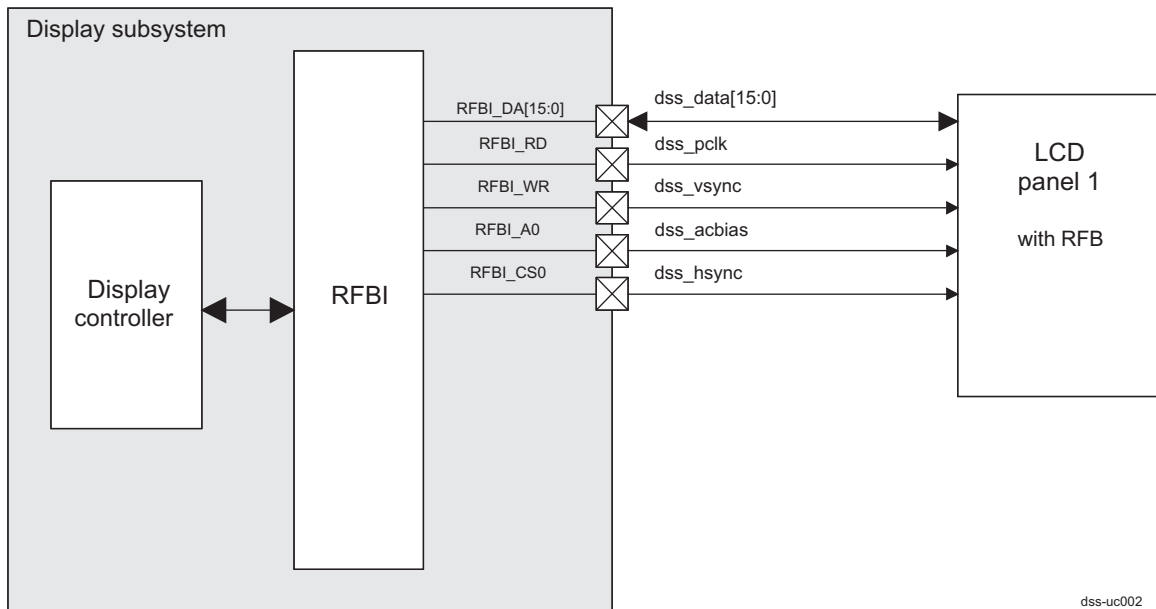 Display subsystem
RFBI_DA[15:0]
dss_data[15:0]
RFBI_RD
dss_pclk
LCD
panel 1
with RFB
RFBI_WR
dss_vsync
RFBI_A0
dss_acbias
RFBI_CS0
dss_hsync
Display
controller
RFBI
dss-uc002